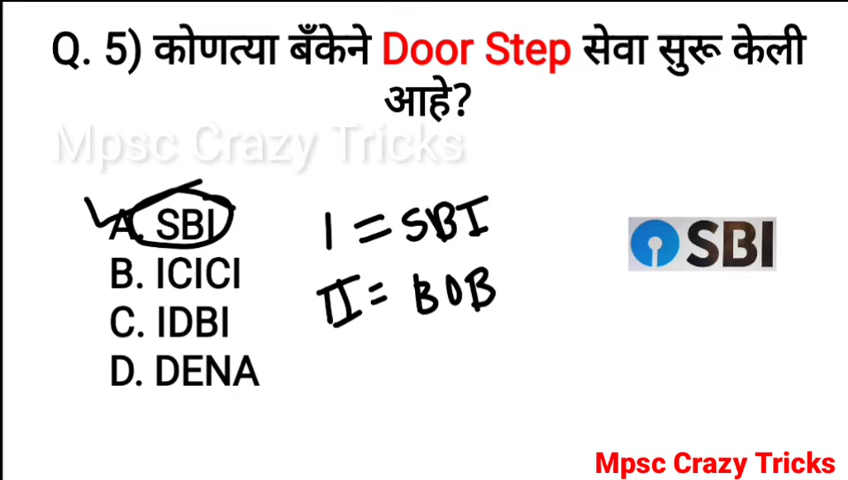 Q. 5) कोणत्या बँकेने Door Step सेवा सुरू केली
आहे?
Mpsc Crazy Tricks
A. SBI
B. ICICI
C. IDBI
D. DENA
I = SBI
II = BOB
SBI
Mpsc Crazy Tricks